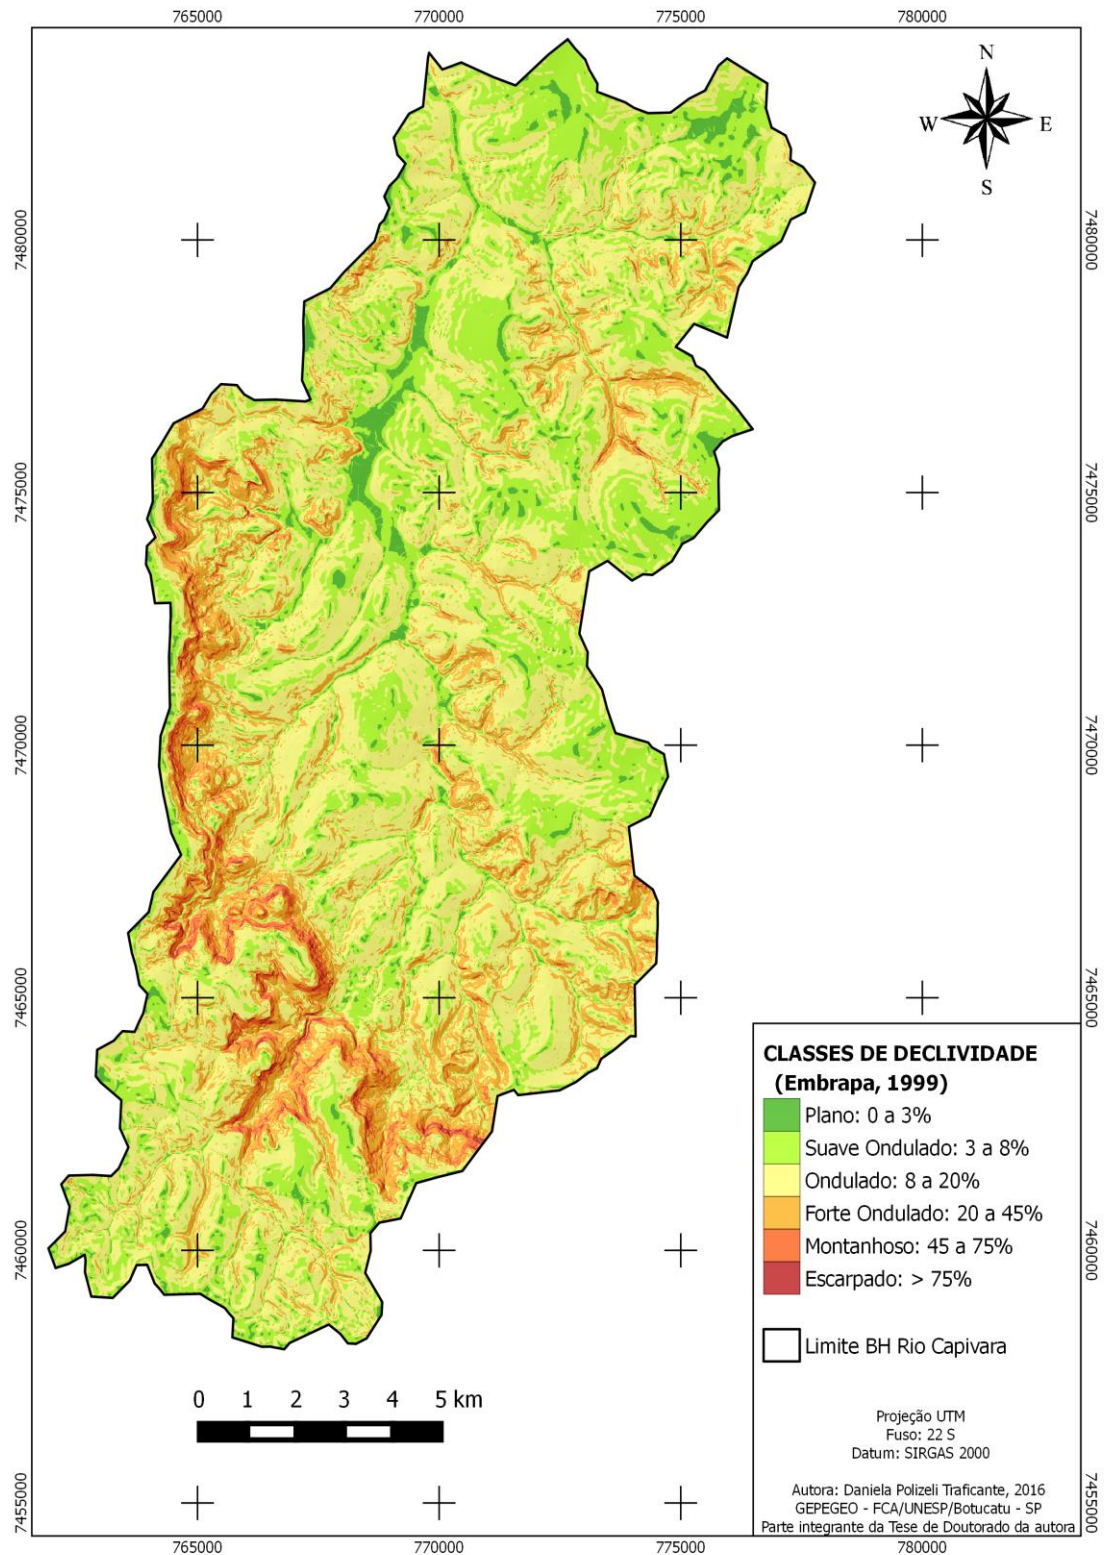 765000
770000
775000
780000
N
W
E
S
7480000
7480000
7475000
7475000
7470000
7470000
7465000
7465000
CLASSES DE DECLIVIDADE
(Embrapa, 1999)
Plano: 0 a 3%
Suave Ondulado: 3 a 8%
Ondulado: 8 a 20%
Forte Ondulado: 20 a 45%
Montanhoso: 45 a 75%
Escarpado: > 75%
7460000
7460000
Limite BH Rio Capivara
0 1 2 3 4 5 km
Projeção UTM
Fuso: 22 S
Datum: SIRGAS 2000
Autora: Daniela Polizeli Traficante, 2016
GEPEGEO - FCA/UNESP/Botucatu - SP
Parte integrante da Tese de Doutorado da autora
7455000
7455000
765000
770000
775000
780000